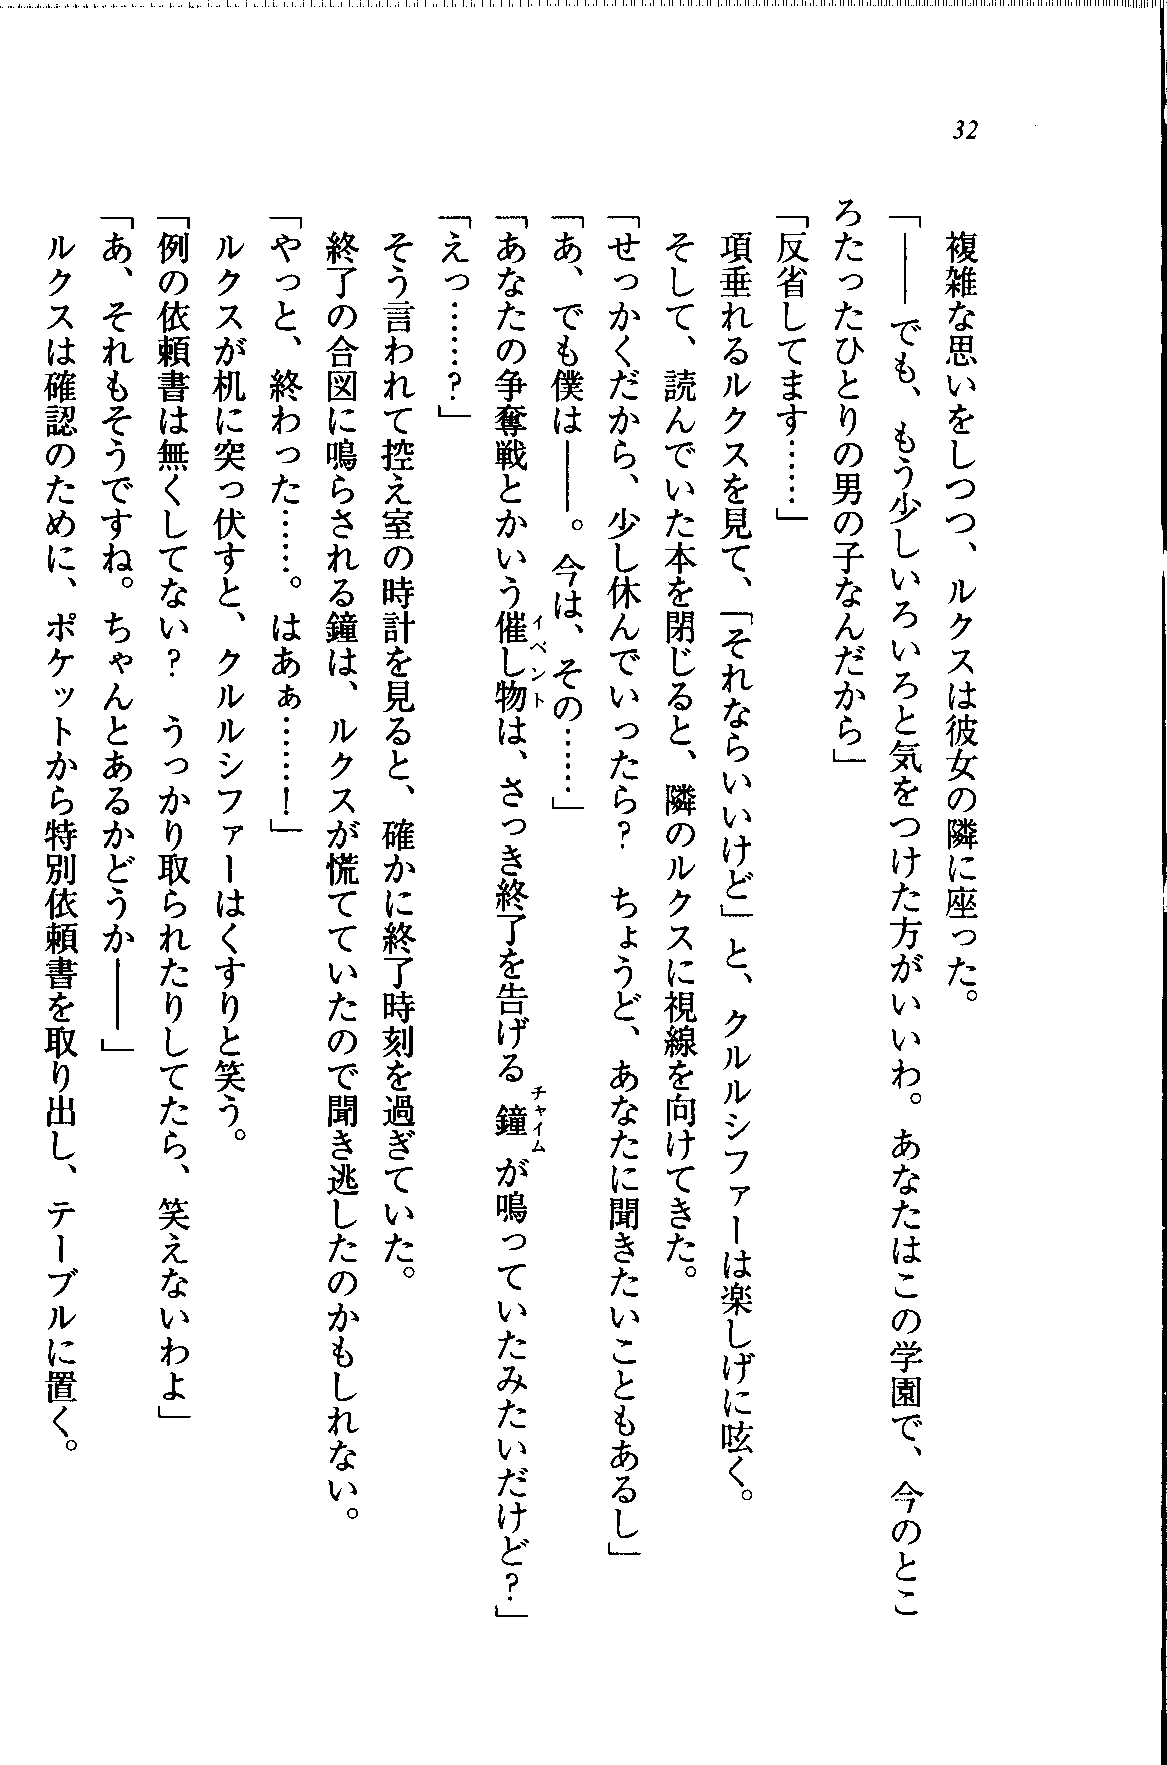 32
複雑な思いをしつつ、ルクスは彼女の隣に座った。
「――でも、もう少しいろいろと気をつけた方がいいわ。あなたはこの学園で、今のとこ
ろたったひとりの男の子なんだから」
「反省してます……」
項垂れるルクスを見て、「それならいいけど」と、クルルシファーは楽しげに呟く。
そして、読んでいた本を閉じると、隣のルクスに視線を向けてきた。
「せっかくだから、少し休んでいったら？　ちょうど、あなたに聞きたいこともあるし」
「あ、でも僕は――。今は、その……」
「あなたの争奪戦とかいう催し物イベントは、さっき終了を告げる鐘チャイムが鳴っていたみたいだけど？」
「えっ……？」
そう言われて控え室の時計を見ると、確かに終了時刻を過ぎていた。
終了の合図に鳴らされる鐘は、ルクスが慌てていたので聞き逃したのかもしれない。
「やっと、終わった……。はあぁ……！」
ルクスが机に突っ伏すと、クルルシファーはくすりと笑う。
「例の依頼書は無くしてない？　うっかり取られたりしてたら、笑えないわよ」
「あ、それもそうですね。ちゃんとあるかどうか――」
ルクスは確認のために、ポケットから特別依頼書を取り出し、テーブルに置く。